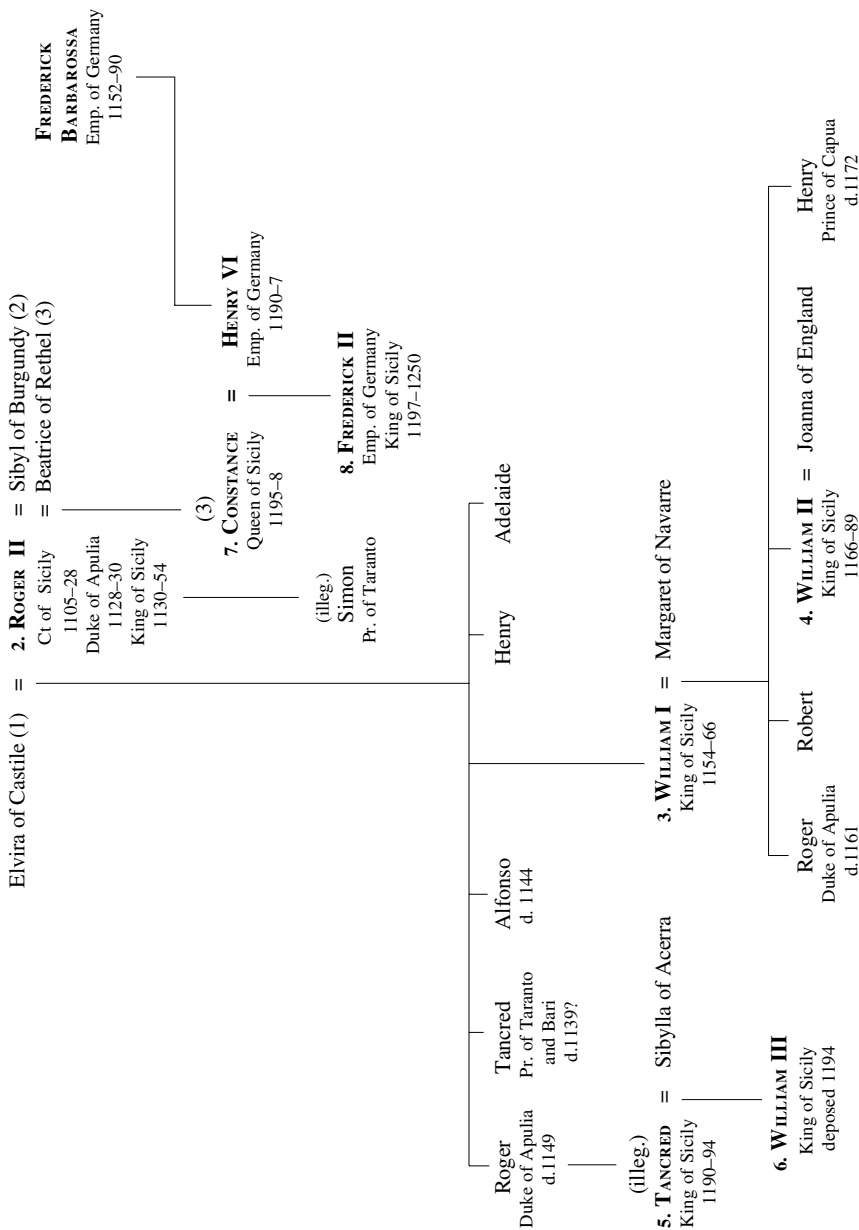 FREDERICK
BARBAROSSA
Emp. of Germany
1152–90
Elvira of Castile (1) = 2. ROGER II = Sibyl of Burgundy (2)
= Beatrice of Rethel (3)
Ct of Sicily
1105–28
Duke of Apulia
1128–30
King of Sicily
1130–54
(3)
7. CONSTANCE = HENRY VI
Queen of Sicily
1195–8
Emp. of Germany
1190–7
(illeg.)
Simon
Pr. of Taranto
8. FREDERICK II
Emp. of Germany
King of Sicily
1197–1250
Roger
Duke of Apulia
d.1149
Tancred
Pr. of Taranto
and Bari
d.1139?
Alfonso
d. 1144
Henry
Adelaide
(illeg.)
5. TANCRED = Sibylla of Acerra
King of Sicily
1190–94
3. WILLIAM I = Margaret of Navarre
King of Sicily
1154–66
6. WILLIAM III
King of Sicily
deposed 1194
Roger
Duke of Apulia
d.1161
Robert
4. WILLIAM II = Joanna of England
King of Sicily
1166–89
Henry
Prince of Capua
d.1172